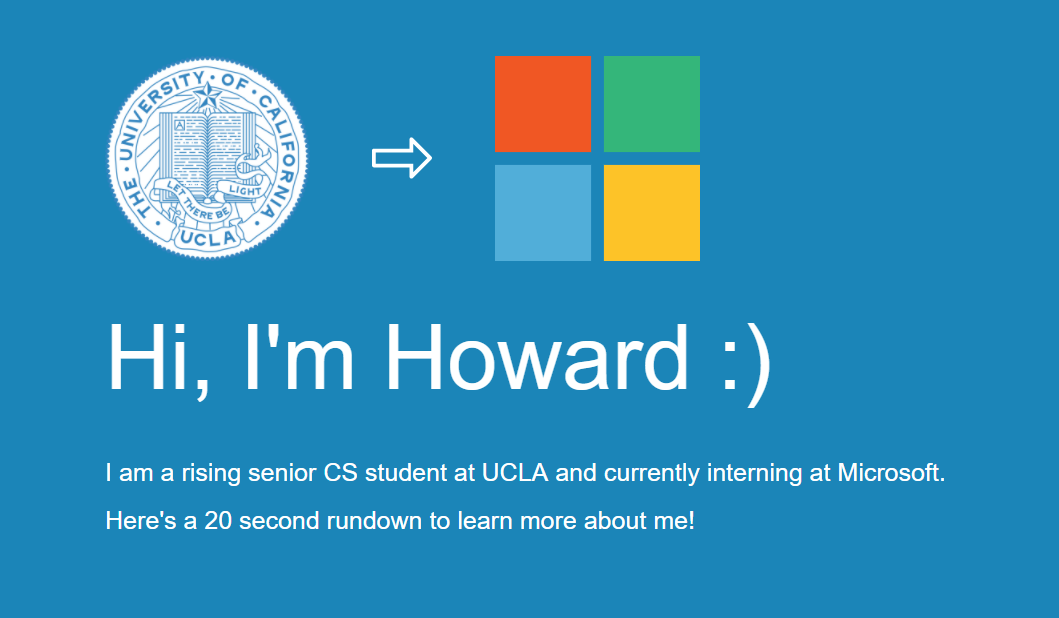 THE UNIVERSITY OF CALIFORNIA
A
LET THERE BE LIGHT
UCLA
Hi, I'm Howard :)
I am a rising senior CS student at UCLA and currently interning at Microsoft.
Here's a 20 second rundown to learn more about me!